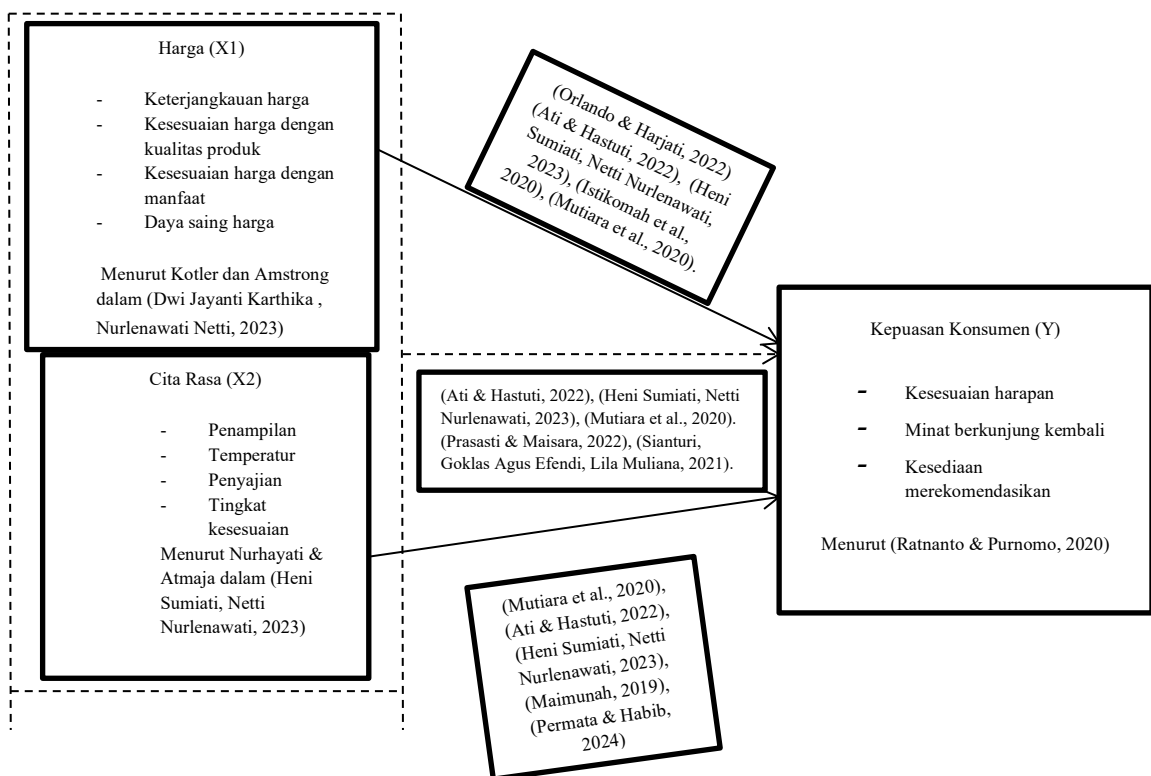 Harga (X1)
- Keterjangkauan harga
- Kesesuaian harga dengan
kualitas produk
- Kesesuaian harga dengan
manfaat
- Daya saing harga
Menurut Kotler dan Amstrong
dalam (Dwi Jayanti Karthika ,
Nurlenawati Netti, 2023)
Cita Rasa (X2)
- Penampilan
- Temperatur
- Penyajian
- Tingkat
kesesuaian
Menurut Nurhayati &
Atmaja dalam (Heni
Sumiati, Netti
Nurlenawati, 2023)
(Orlando & Harjati, 2022)
(Ati & Hastuti, 2022), (Heni
Sumiati, Netti Nurlenawati,
2023), (Istikomah et al.,
2020), (Mutiara et al., 2020).
(Ati & Hastuti, 2022), (Heni Sumiati, Netti
Nurlenawati, 2023), (Mutiara et al., 2020).
(Prasasti & Maisara, 2022), (Sianturi,
Goklas Agus Efendi, Lila Muliana, 2021).
(Mutiara et al., 2020),
(Ati & Hastuti, 2022),
(Heni Sumiati, Netti
Nurlenawati, 2023),
(Maimunah, 2019),
(Permata & Habib,
2024)
Kepuasan Konsumen (Y)
- Kesesuaian harapan
- Minat berkunjung kembali
- Kesediaan
merekomendasikan
Menurut (Ratnanto & Purnomo, 2020)